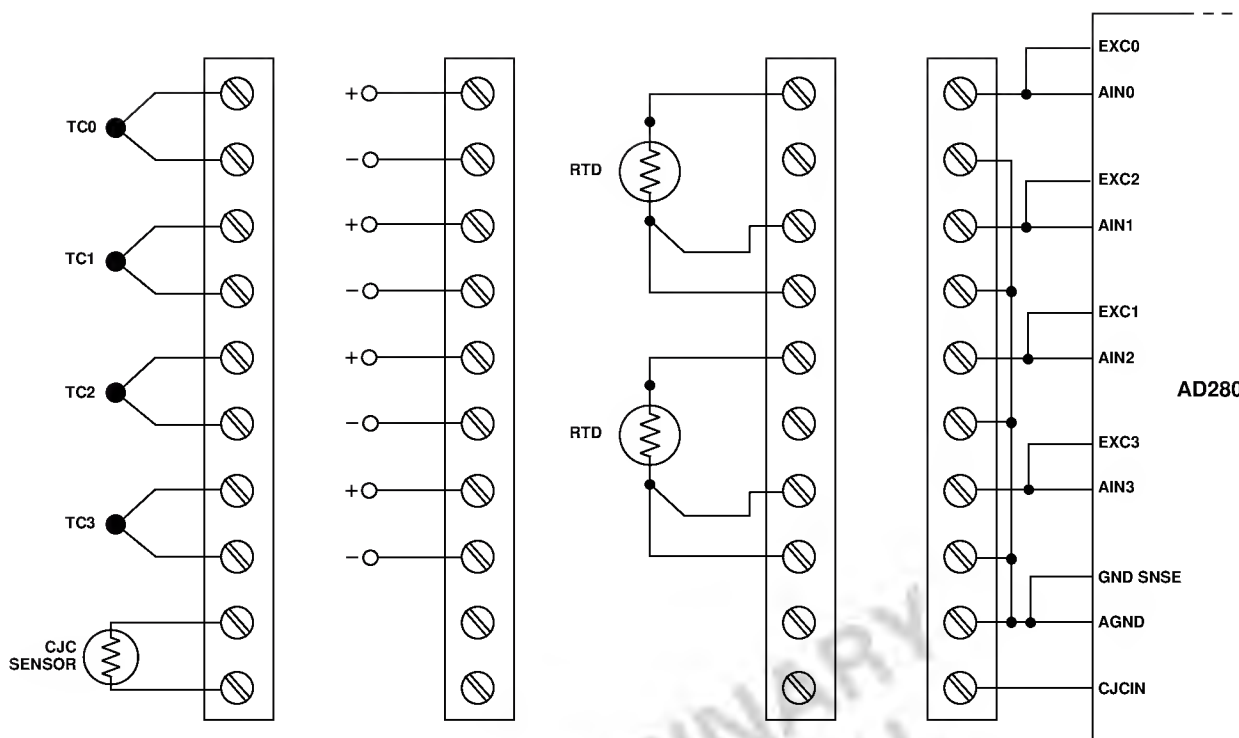 TC0
TC1
TC2
TC3
CJC
SENSOR
+
−
+
−
+
−
+
−
RTD
RTD
EXC0
AIN0
EXC2
AIN1
EXC1
AIN2
EXC3
AIN3
GND SNSE
AGND
CJCIN
AD280